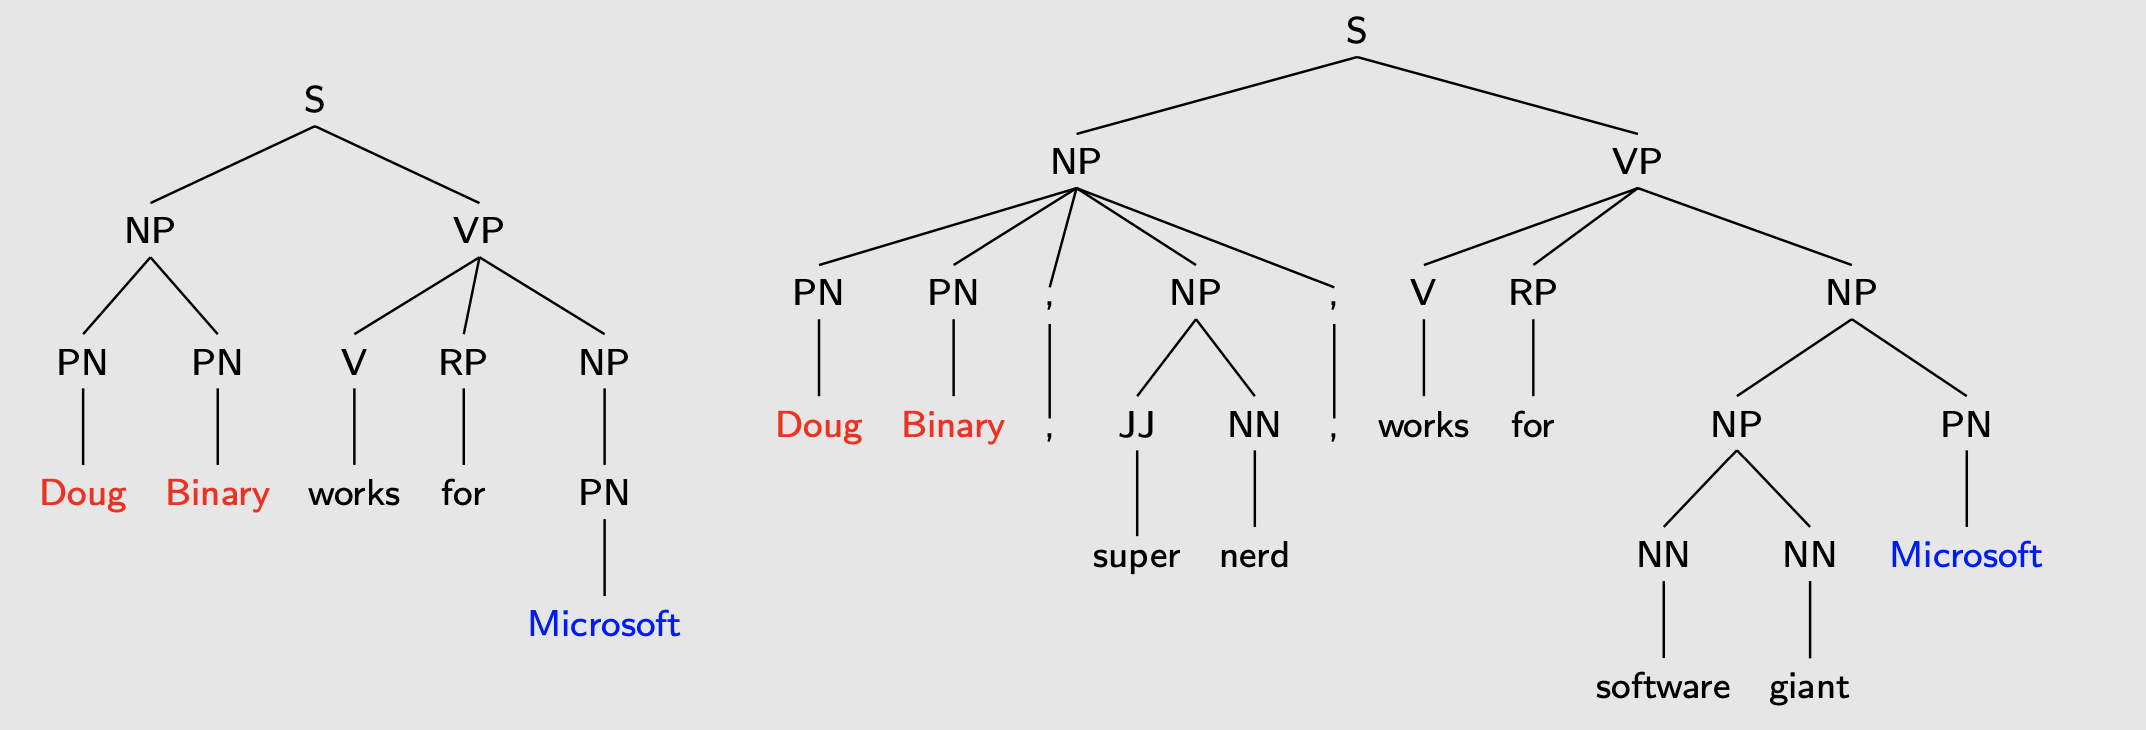 S
NP VP
PN PN V RP NP
Doug Binary works for PN
Microsoft
S
NP VP
PN PN , NP , V RP NP
Doug Binary , JJ NN , works for NP PN
super nerd NN NN Microsoft
software giant